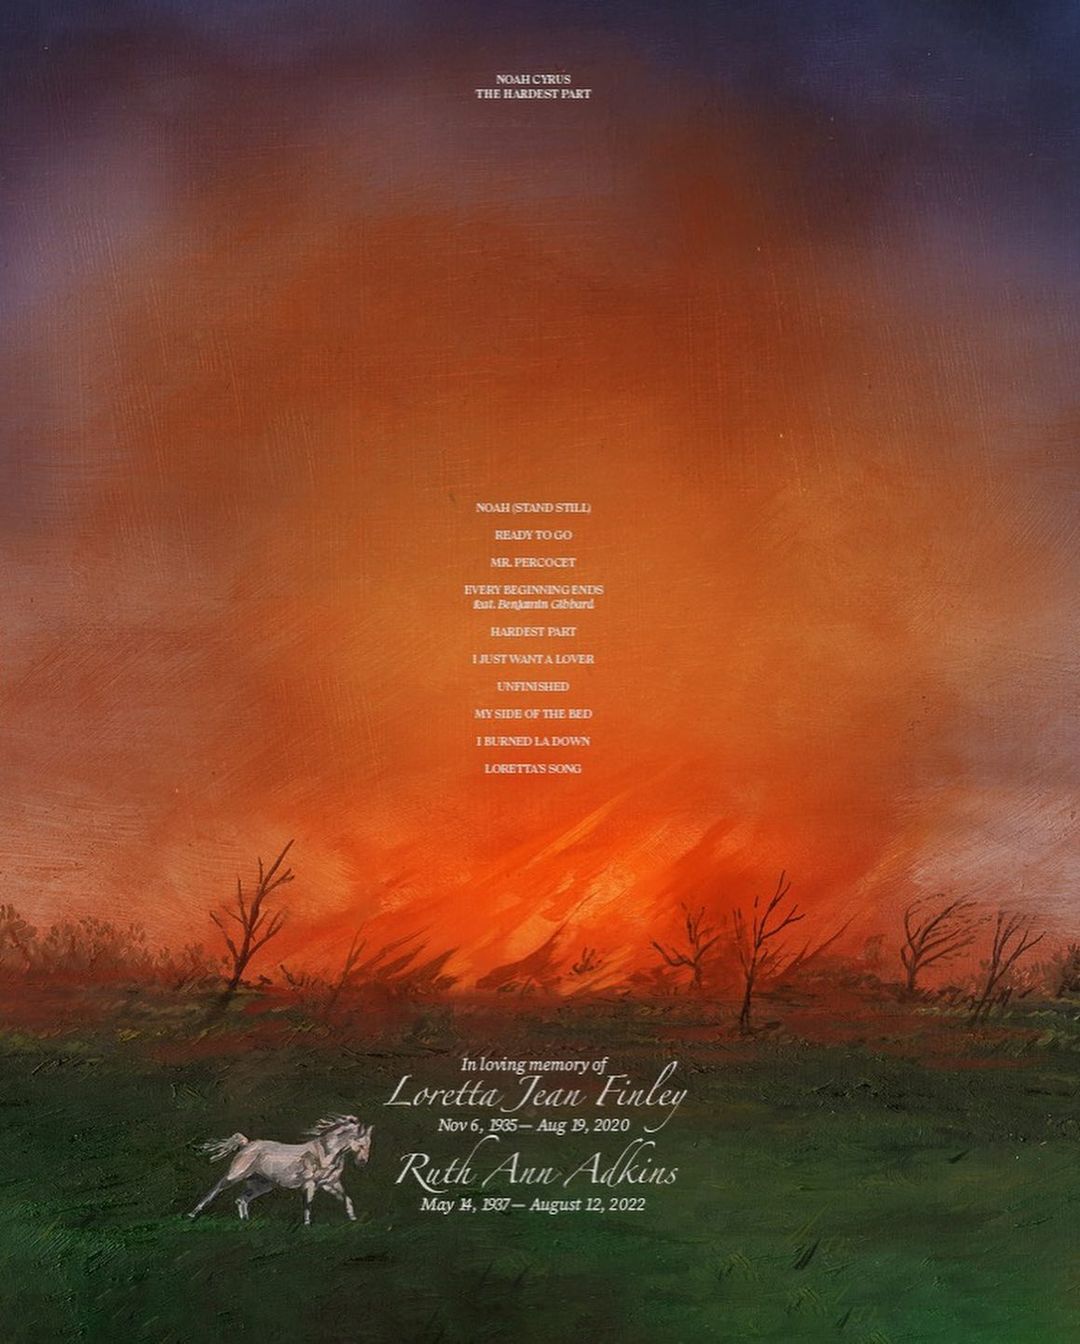 NOAH CYRUS
THE HARDEST PART
NOAH (STAND STILL)
READY TO GO
MR. PERCOCET
EVERY BEGINNING ENDS
feat. Benjamin Gibbard
HARDEST PART
I JUST WANT A LOVER
UNFINISHED
MY SIDE OF THE BED
I BURNED LA DOWN
LORETTA'S SONG
In loving memory of
Loretta Jean Finley
Nov 6, 1935— Aug 19, 2020
Ruth Ann Adkins
May 14, 1937— August 12, 2022